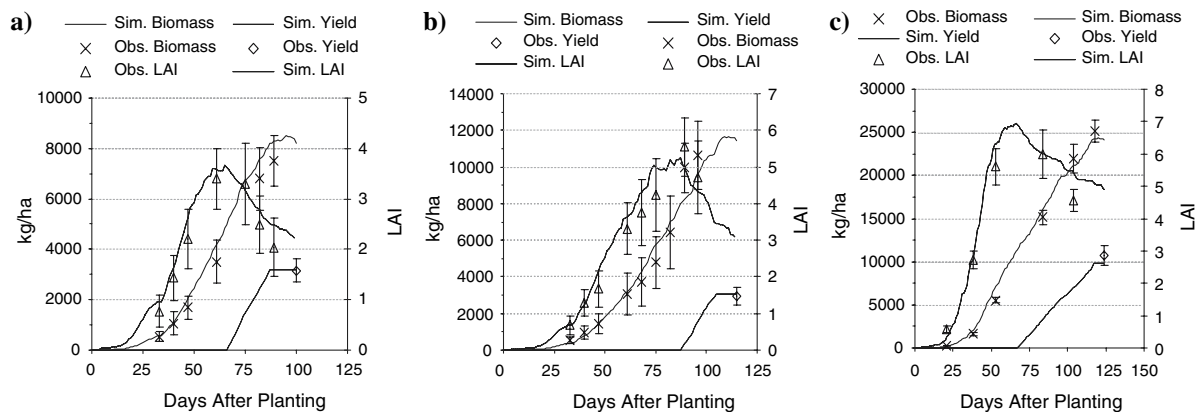 a)
Sim. Biomass
Sim. Yield
Obs. Biomass
Obs. Yield
Obs. LAI
Sim. LAI
10000
8000
6000
4000
2000
0
5
4
3
2
1
0
kg/ha
LAI
0 25 50 75 100 125
Days After Planting
b)
Sim. Biomass
Sim. Yield
Obs. Yield
Obs. Biomass
Sim. LAI
Obs. LAI
14000
12000
10000
8000
6000
4000
2000
0
7
6
5
4
3
2
1
0
kg/ha
LAI
0 25 50 75 100 125
Days After Planting
c)
Obs. Biomass
Sim. Biomass
Sim. Yield
Obs. Yield
Obs. LAI
Sim. LAI
30000
25000
20000
15000
10000
5000
0
8
7
6
5
4
3
2
1
0
kg/ha
LAI
0 25 50 75 100 125 150
Days After Planting